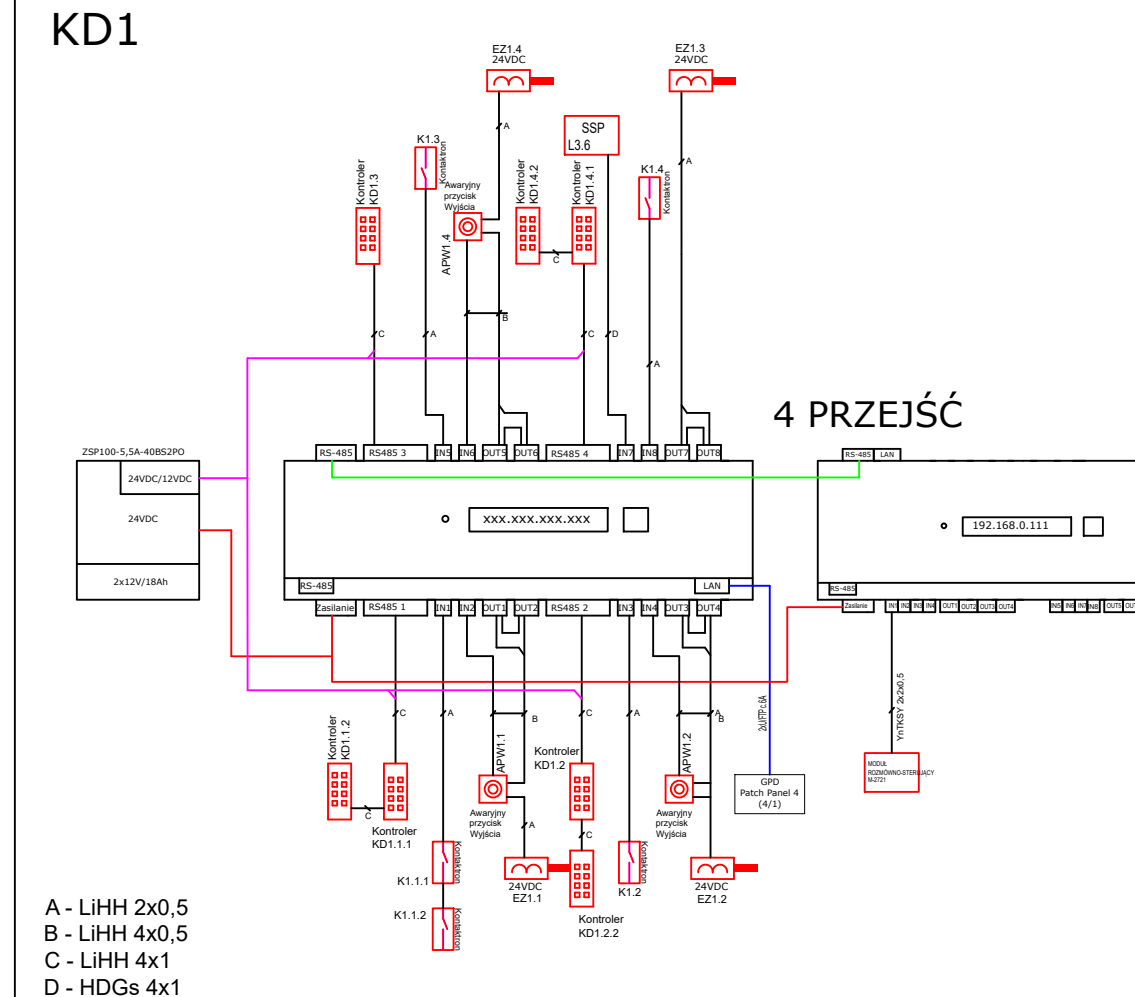 KD1
EZ1.4
24VDC
EZ1.3
24VDC
A
A
K1.3
Kontaktron
SSP
L3.6
K1.4
Kontaktron
Kontroler
KD1.3
Awaryjny
przycisk
Wyjścia
APW1.4
Kontroler
KD1.4.2
Kontroler
KD1.4.1
C
B
C
A
C
D
A
4 PRZEJŚĆ
ZSP100-5,5A-40BS2PO
24VDC/12VDC
24VDC
2x12V/18Ah
RS-485
RS485 3
IN5
IN6
OUT5
OUT6
RS485 4
IN7
IN8
OUT7
OUT8
xxx.xxx.xxx.xxx
RS-485
LAN
Zasilanie
RS485 1
IN1
IN2
OUT1
OUT2
RS485 2
IN3
IN4
OUT3
OUT4
RS-485
LAN
192.168.0.111
RS-485
Zasilanie
IN1
IN2
IN3
IN4
OUT1
OUT2
OUT3
OUT4
IN5
IN6
IN7
IN8
OUT5
C
A
B
C
A
A
B
2xU/FTP c.6A
YnTKSY 2x2x0,5
Kontroler
KD1.1.2
C
Kontroler
KD1.1.1
APW1.1
Awaryjny
przycisk
Wyjścia
A
Kontroler
KD1.2
C
APW1.2
Awaryjny
przycisk
Wyjścia
GPD
Patch Panel 4
(4/1)
MODUŁ
ROZMÓWNO-STERUJĄCY
M-2721
K1.1.1
Kontaktron
K1.1.2
Kontaktron
24VDC
EZ1.1
Kontroler
KD1.2.2
K1.2
Kontaktron
24VDC
EZ1.2
A - LiHH 2x0,5
B - LiHH 4x0,5
C - LiHH 4x1
D - HDGs 4x1